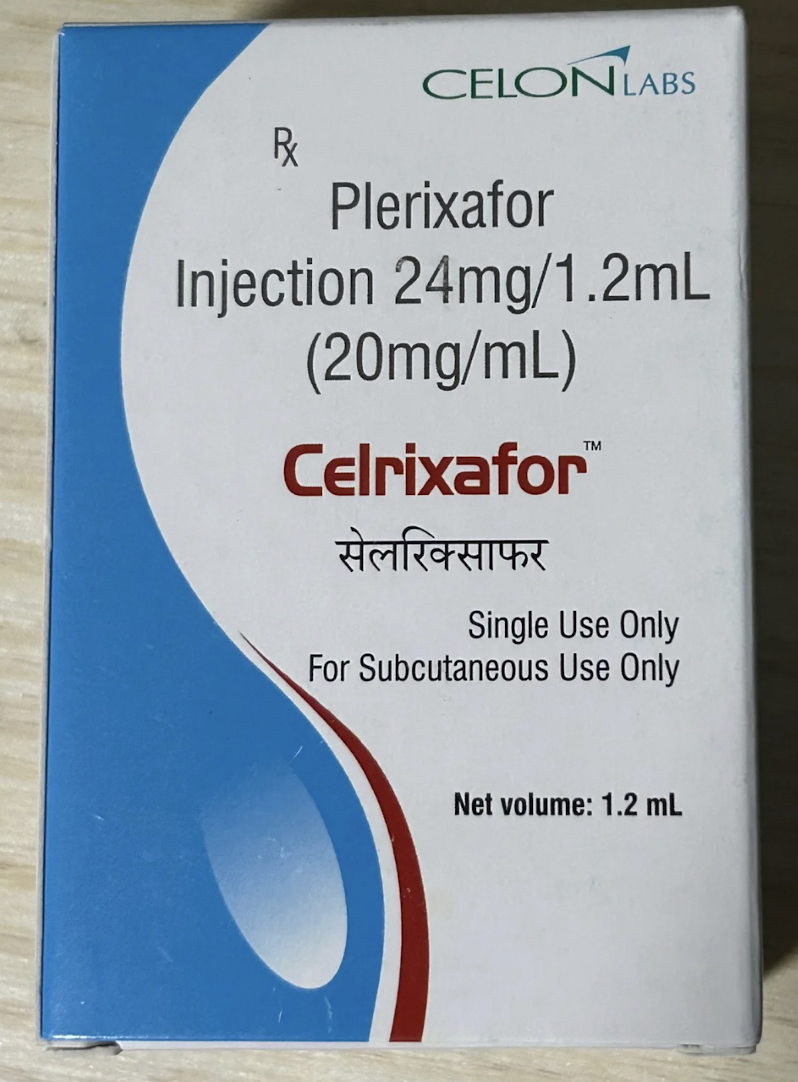 CELON LABS
Rx
Plerixafor
Injection 24mg/1.2mL
(20mg/mL)
Celrixafor™
सेलरिक्साफर
Single Use Only
For Subcutaneous Use Only
Net volume: 1.2 mL